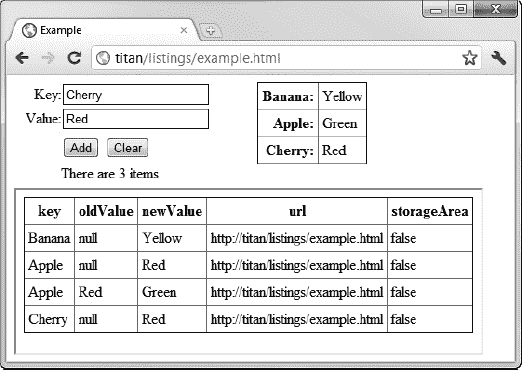 Example
titan/listings/example.html
Key: Cherry
Value: Red
Add Clear
There are 3 items
Banana: Yellow
Apple: Green
Cherry: Red
key oldValue newValue url storageArea
Banana null Yellow http://titan/listings/example.html false
Apple null Red http://titan/listings/example.html false
Apple Red Green http://titan/listings/example.html false
Cherry null Red http://titan/listings/example.html false